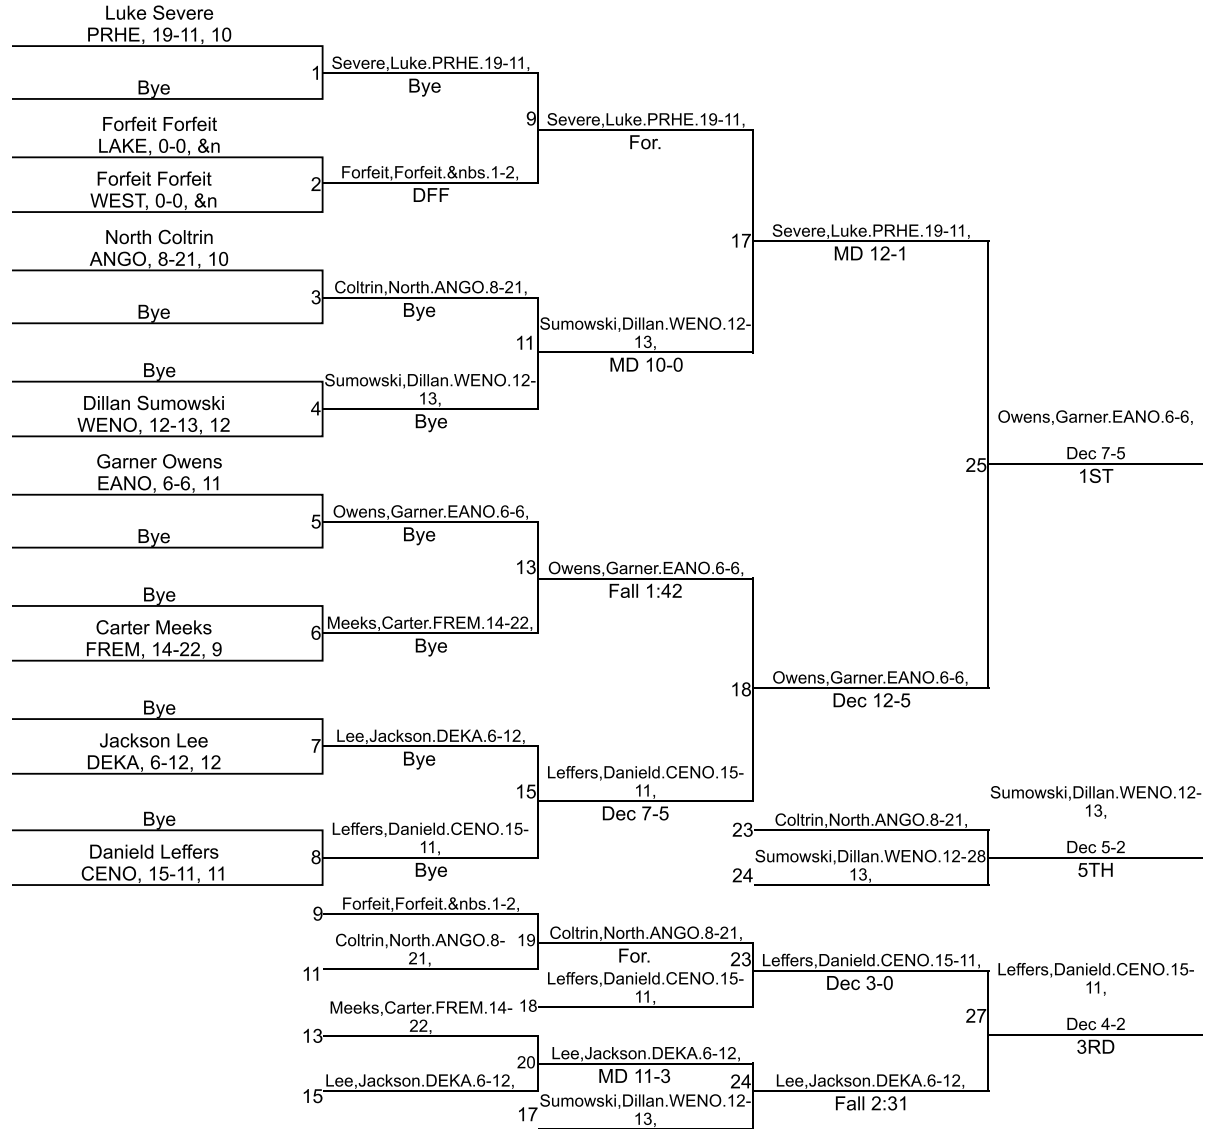 Luke Severe
PRHE, 19-11, 10
1
Severe,Luke.PRHE.19-11,
Bye
Bye
9
Severe,Luke.PRHE.19-11,
For.
Forfeit Forfeit
LAKE, 0-0, &n
2
Forfeit,Forfeit.&nbs.1-2,
DFF
Forfeit Forfeit
WEST, 0-0, &n
17
Severe,Luke.PRHE.19-11,
MD 12-1
North Coltrin
ANGO, 8-21, 10
3
Coltrin,North.ANGO.8-21,
Bye
Bye
11
Sumowski,Dillan.WENO.12-
13,
MD 10-0
Bye
4
Sumowski,Dillan.WENO.12-
13,
Bye
Dillan Sumowski
WENO, 12-13, 12
25
Owens,Garner.EANO.6-6,
Dec 7-5
1ST
Garner Owens
EANO, 6-6, 11
5
Owens,Garner.EANO.6-6,
Bye
Bye
13
Owens,Garner.EANO.6-6,
Fall 1:42
Bye
6
Meeks,Carter.FREM.14-22,
Bye
Carter Meeks
FREM, 14-22, 9
18
Owens,Garner.EANO.6-6,
Dec 12-5
Bye
7
Lee,Jackson.DEKA.6-12,
Bye
Jackson Lee
DEKA, 6-12, 12
15
Leffers,Danield.CENO.15-
11,
Dec 7-5
Bye
8
Leffers,Danield.CENO.15-
11,
Bye
Danield Leffers
CENO, 15-11, 11
23
Coltrin,North.ANGO.8-21,
24
Sumowski,Dillan.WENO.12-28
13,
Sumowski,Dillan.WENO.12-
13,
Dec 5-2
5TH
9
Forfeit,Forfeit.&nbs.1-2,
11
Coltrin,North.ANGO.8-
21,
19
Coltrin,North.ANGO.8-21,
For.
18
Leffers,Danield.CENO.15-
11,
23
Leffers,Danield.CENO.15-11,
Dec 3-0
13
Meeks,Carter.FREM.14-
22,
15
Lee,Jackson.DEKA.6-12,
20
Lee,Jackson.DEKA.6-12,
MD 11-3
17
Sumowski,Dillan.WENO.12-
13,
24
Lee,Jackson.DEKA.6-12,
Fall 2:31
27
Leffers,Danield.CENO.15-
11,
Dec 4-2
3RD